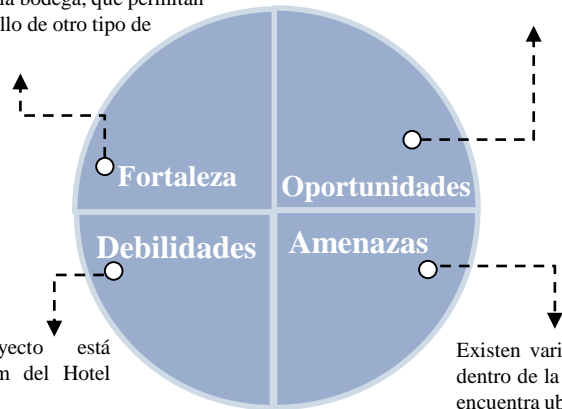 la bodega, que permitan
llo de otro tipo de
Fortaleza
Oportunidades
Debilidades
Amenazas
yecto está
del Hotel
Existen vari
dentro de la
encuentra ub